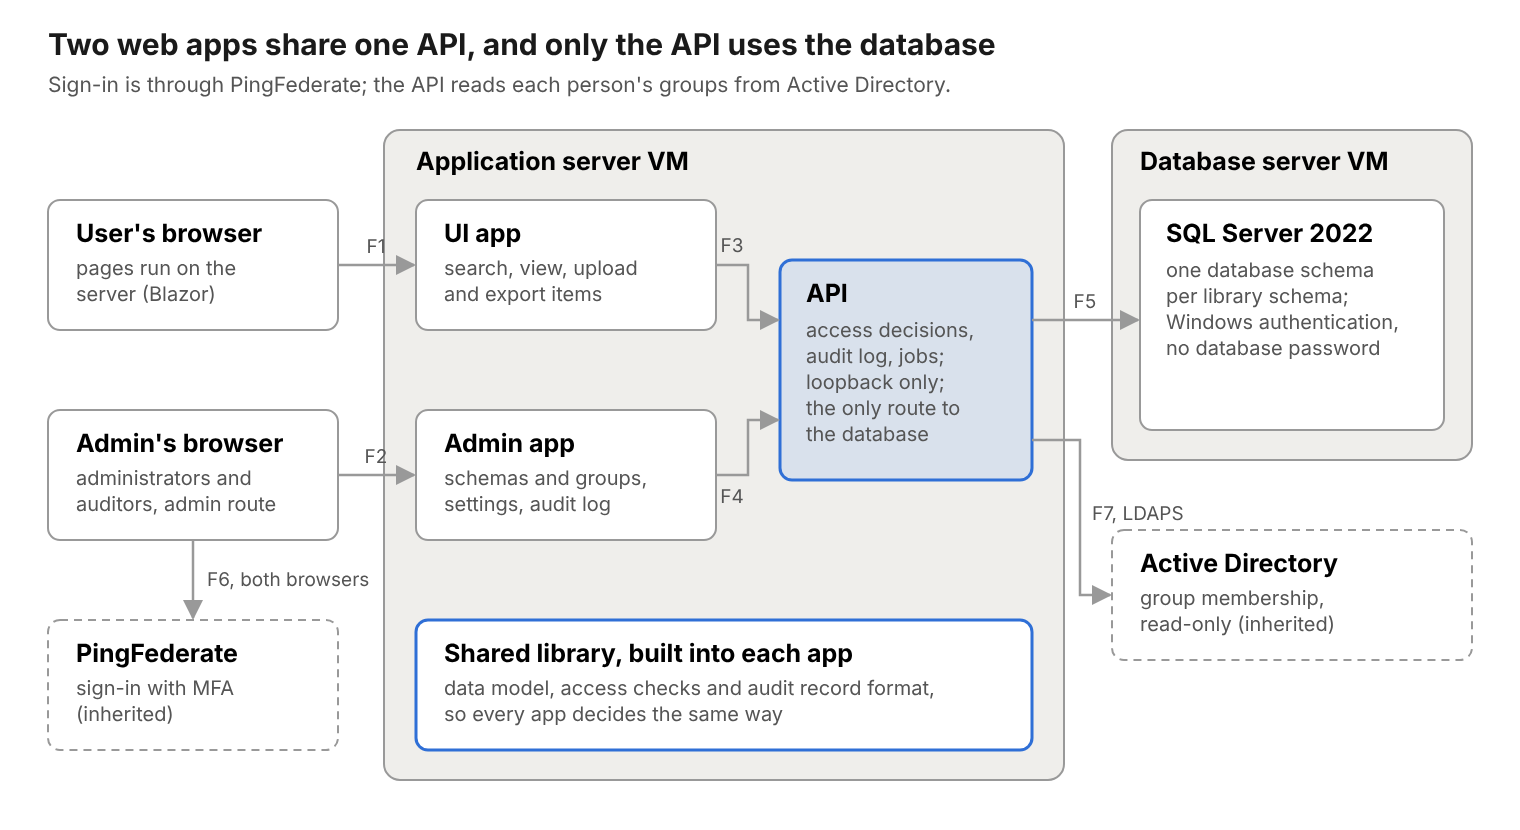 Two web apps share one API, and only the API uses the database
Sign-in is through PingFederate; the API reads each person's groups from Active Directory.
Application server VM
Database server VM
User's browser
pages run on the
server (Blazor)
F1
UI app
search, view, upload
and export items
F3
API
access decisions,
audit log, jobs;
loopback only;
the only route to
the database
F5
SQL Server 2022
one database schema
per library schema;
Windows authentication,
no database password
Admin's browser
administrators and
auditors, admin route
F2
Admin app
schemas and groups,
settings, audit log
F4
F7, LDAPS
Active Directory
group membership,
read-only (inherited)
F6, both browsers
PingFederate
sign-in with MFA
(inherited)
Shared library, built into each app
data model, access checks and audit record format,
so every app decides the same way